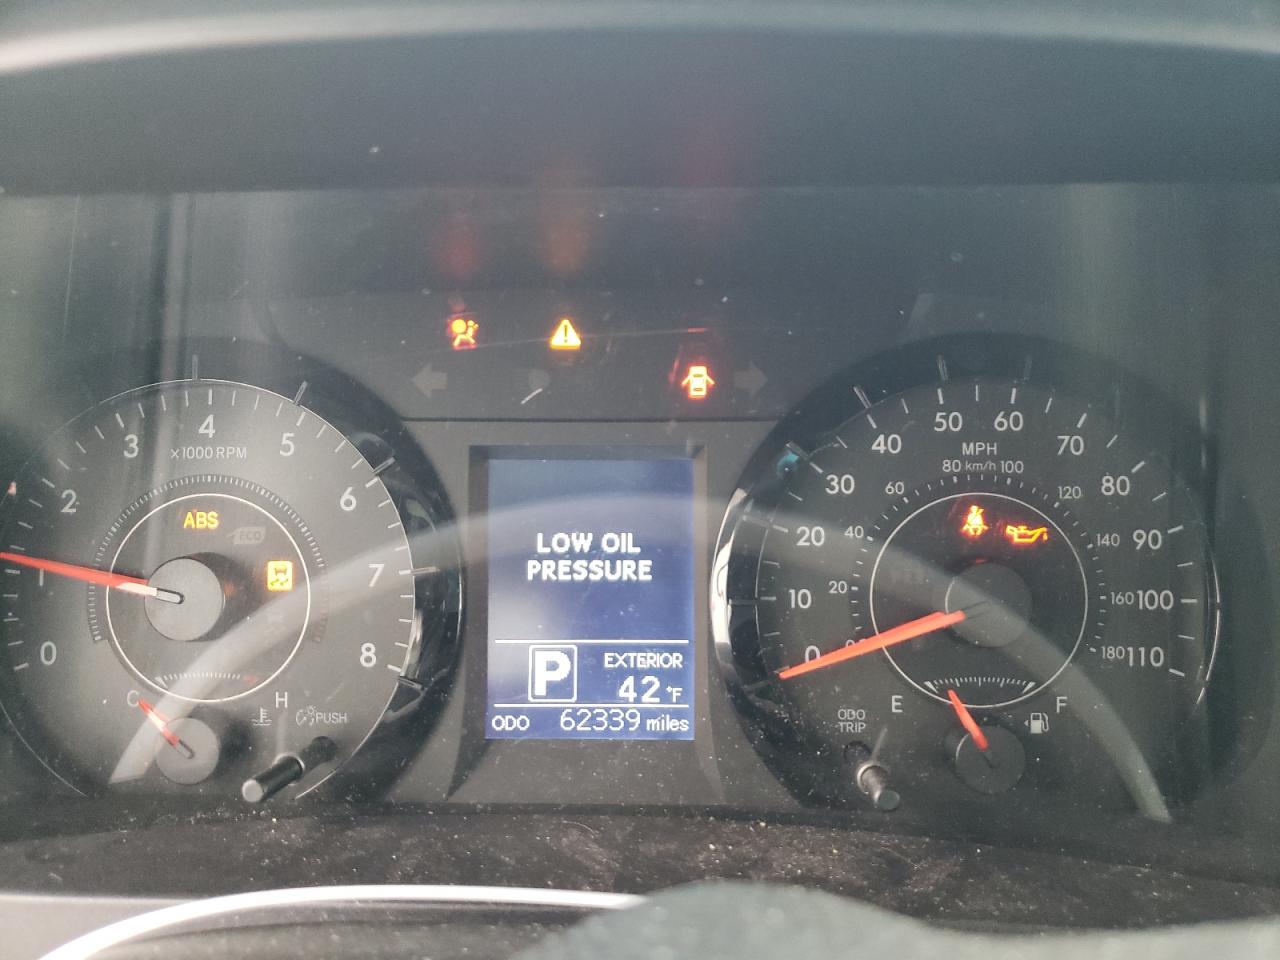 0
1
2
3
4
5
6
7
8
×1000 RPM
ABS
ECO
C
H
PUSH
LOW OIL
PRESSURE
P
EXTERIOR
42 °F
ODO 62339 miles
0
10
20
30
40
50
60
70
80
90
100
110
MPH
80 km/h 100
20
40
60
120
140
160
180
E
F
ODO
TRIP